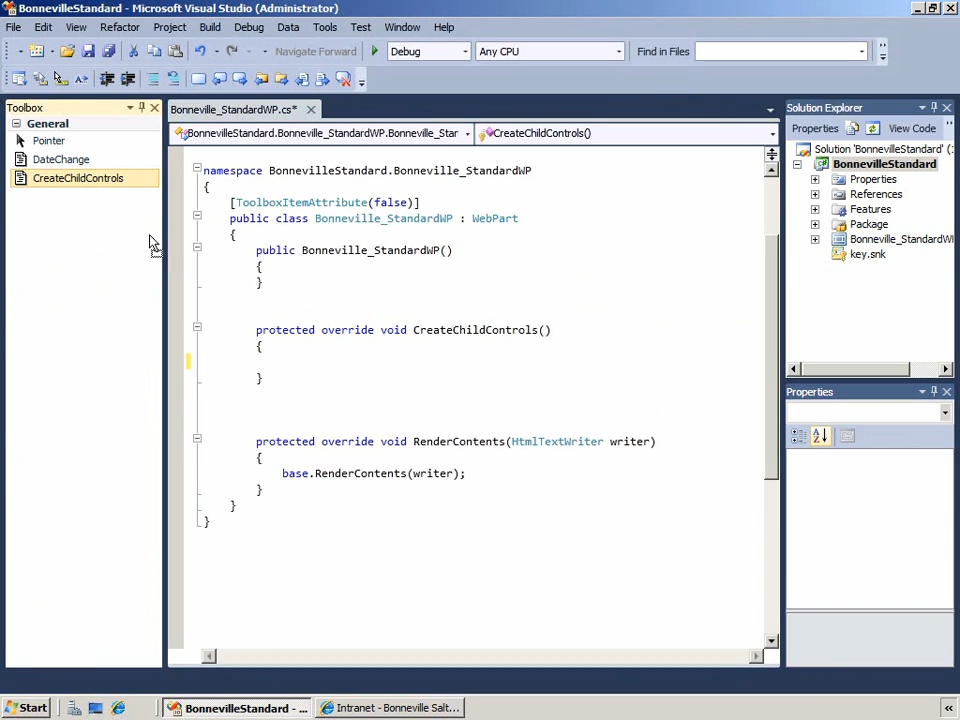 BonnevilleStandard - Microsoft Visual Studio (Administrator)
File Edit View Refactor Project Build Debug Data Tools Test Window Help
Navigate Forward Debug Any CPU Find in Files
Toolbox
General
Pointer
DateChange
CreateChildControls
Bonneville_StandardWP.cs*
BonnevilleStandard.Bonneville_StandardWP.Bonneville_Star
CreateChildControls()
namespace BonnevilleStandard.Bonneville_StandardWP
{
[ToolboxItemAttribute(false)]
public class Bonneville_StandardWP : WebPart
{
public Bonneville_StandardWP()
{
}
protected override void CreateChildControls()
{
}
protected override void RenderContents(HtmlTextWriter writer)
{
base.RenderContents(writer);
}
}
}
Solution Explorer
Properties View Code
Solution 'BonnevilleStandard' (1
BonnevilleStandard
Properties
References
Features
Package
Bonneville_StandardW
key.snk
Properties
Start
BonnevilleStandard - ...
Intranet - Bonneville Salt...